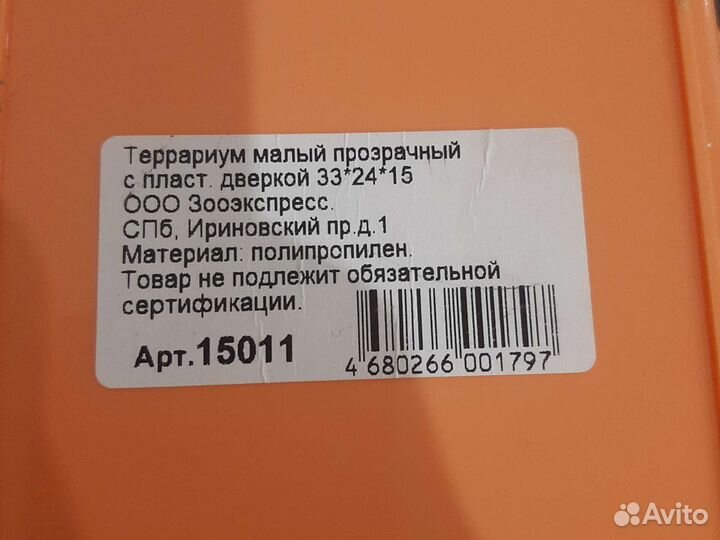 Террариум малый прозрачный
с пласт. дверкой 33*24*15
ООО Зооэкспресс.
СПб, Ириновский пр.д.1
Материал: полипропилен.
Товар не подлежит обязательной
сертификации.
Арт.15011
4 680266 001797
Avito